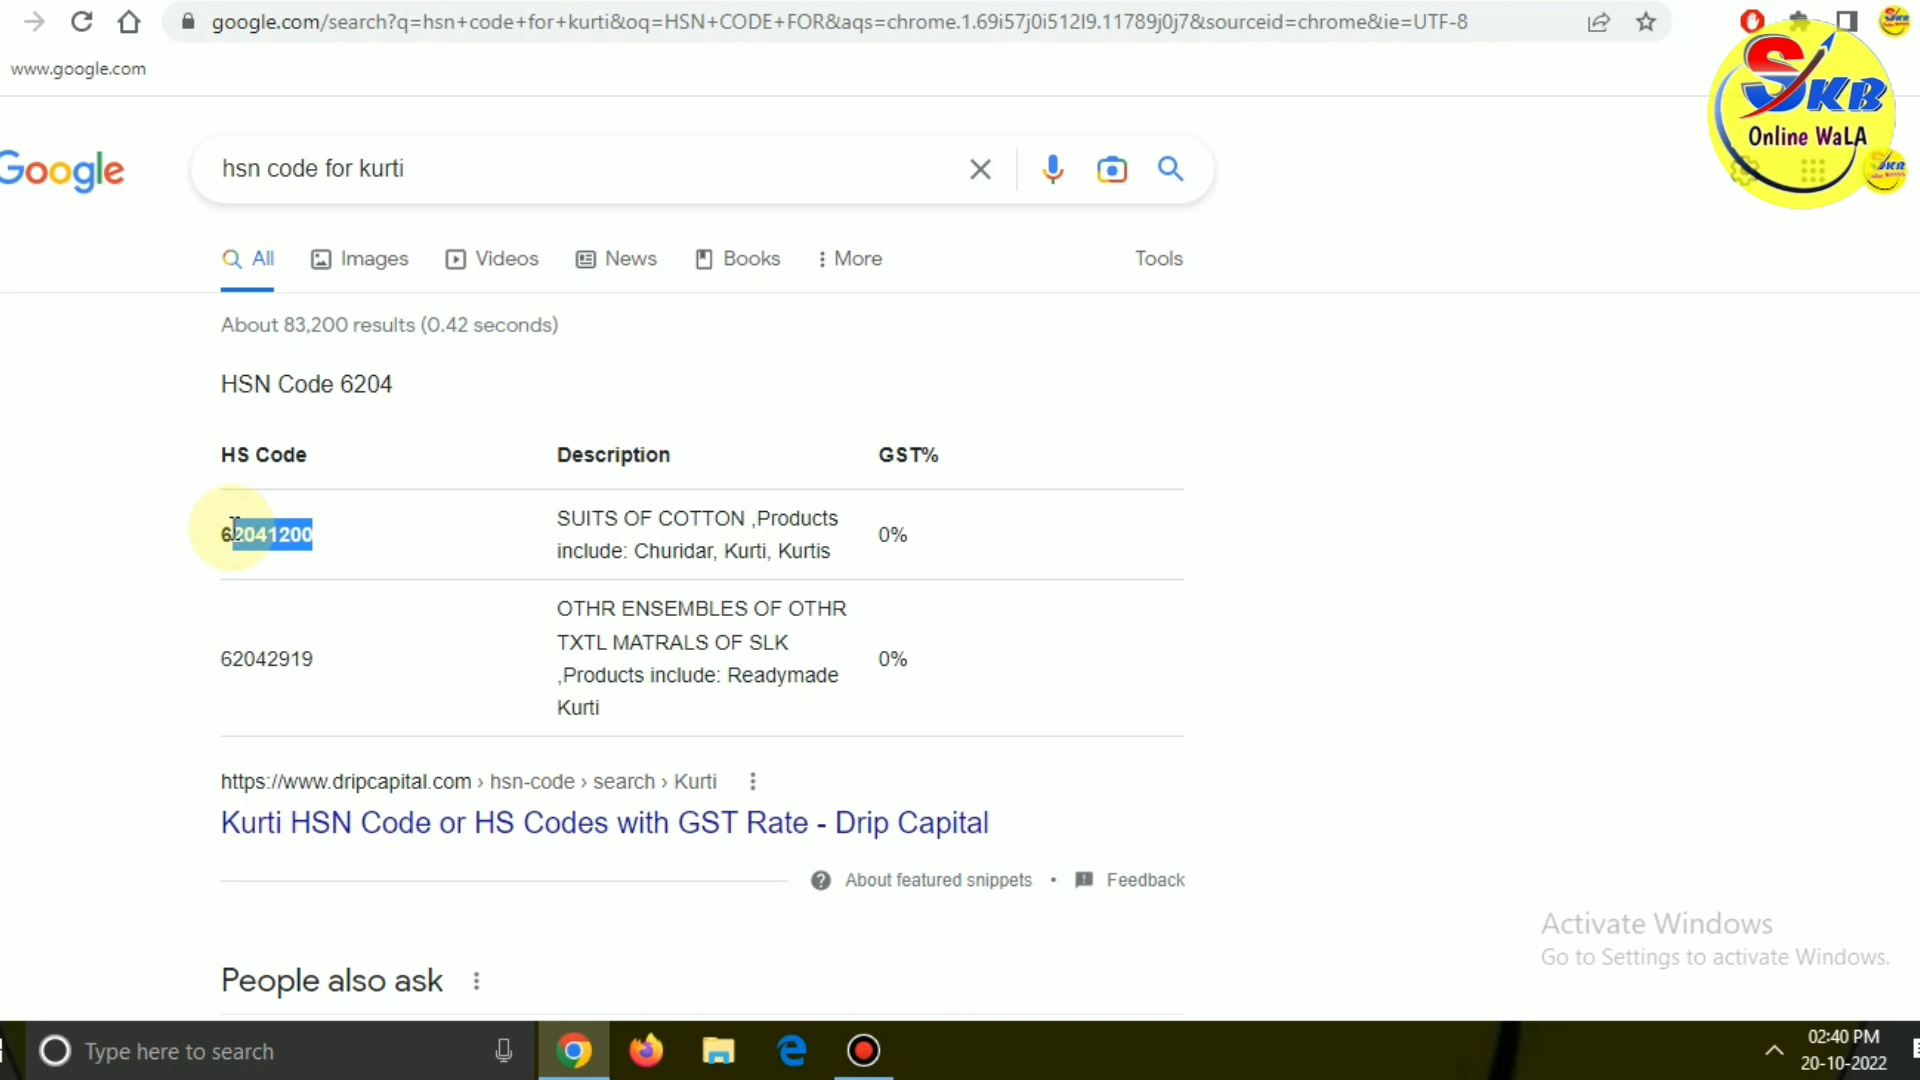 google.com/search?q=hsn+code+for+kurti&oq=HSN+CODE+FOR&aqs=chrome.1.69i57j0i512l9.11789j0j7&sourceid=chrome&ie=UTF-8
www.google.com
SKB
Online WaLA
Google
hsn code for kurti
All
Images
Videos
News
Books
More
Tools
About 83,200 results (0.42 seconds)
HSN Code 6204
HS Code
Description
GST%
62041200
SUITS OF COTTON ,Products
include: Churidar, Kurti, Kurtis
0%
62042919
OTHR ENSEMBLES OF OTHR
TXTL MATRALS OF SLK
,Products include: Readymade
Kurti
0%
https://www.dripcapital.com › hsn-code › search › Kurti
Kurti HSN Code or HS Codes with GST Rate - Drip Capital
About featured snippets • Feedback
Activate Windows
Go to Settings to activate Windows.
People also ask
Type here to search
02:40 PM
20-10-2022